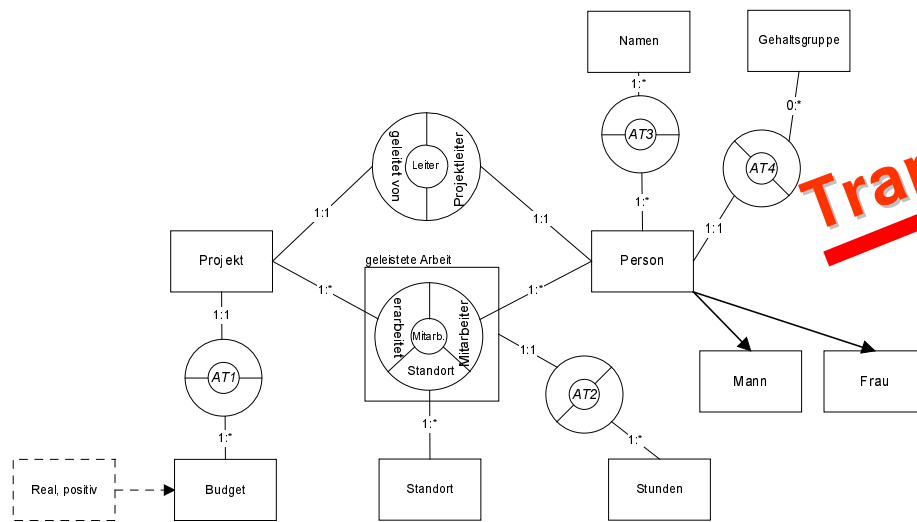 Namen
Gehaltsgruppe
1:*
0:*
AT3
AT4
geleitet von
Leiter
Projektleiter
1:*
1:1
1:1
1:1
Projekt
Person
geleistete Arbeit
1:*
1:*
erarbeitet
Mitarb.
Mitarbeiter
Standort
1:1
1:1
AT1
AT2
Mann
Frau
1:*
1:*
1:*
Real, positiv
Budget
Standort
Stunden